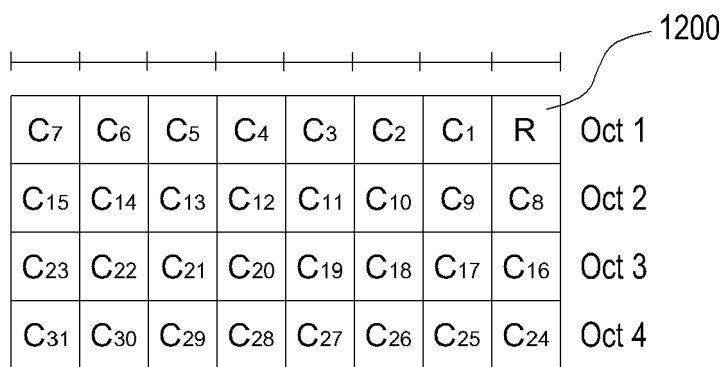 1200
C7 C6 C5 C4 C3 C2 C1 R Oct 1
C15 C14 C13 C12 C11 C10 C9 C8 Oct 2
C23 C22 C21 C20 C19 C18 C17 C16 Oct 3
C31 C30 C29 C28 C27 C26 C25 C24 Oct 4